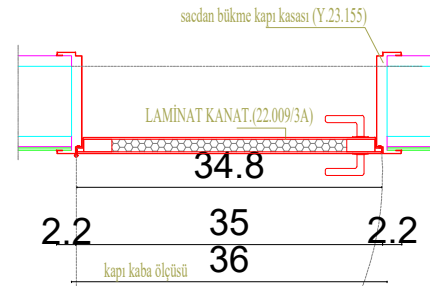 sacdan bükme kapı kasası (Y.23.155)
LAMİNAT KANAT.(22.009/3A)
34.8
2.2 35 2.2
kapı kaba ölçüsü 36